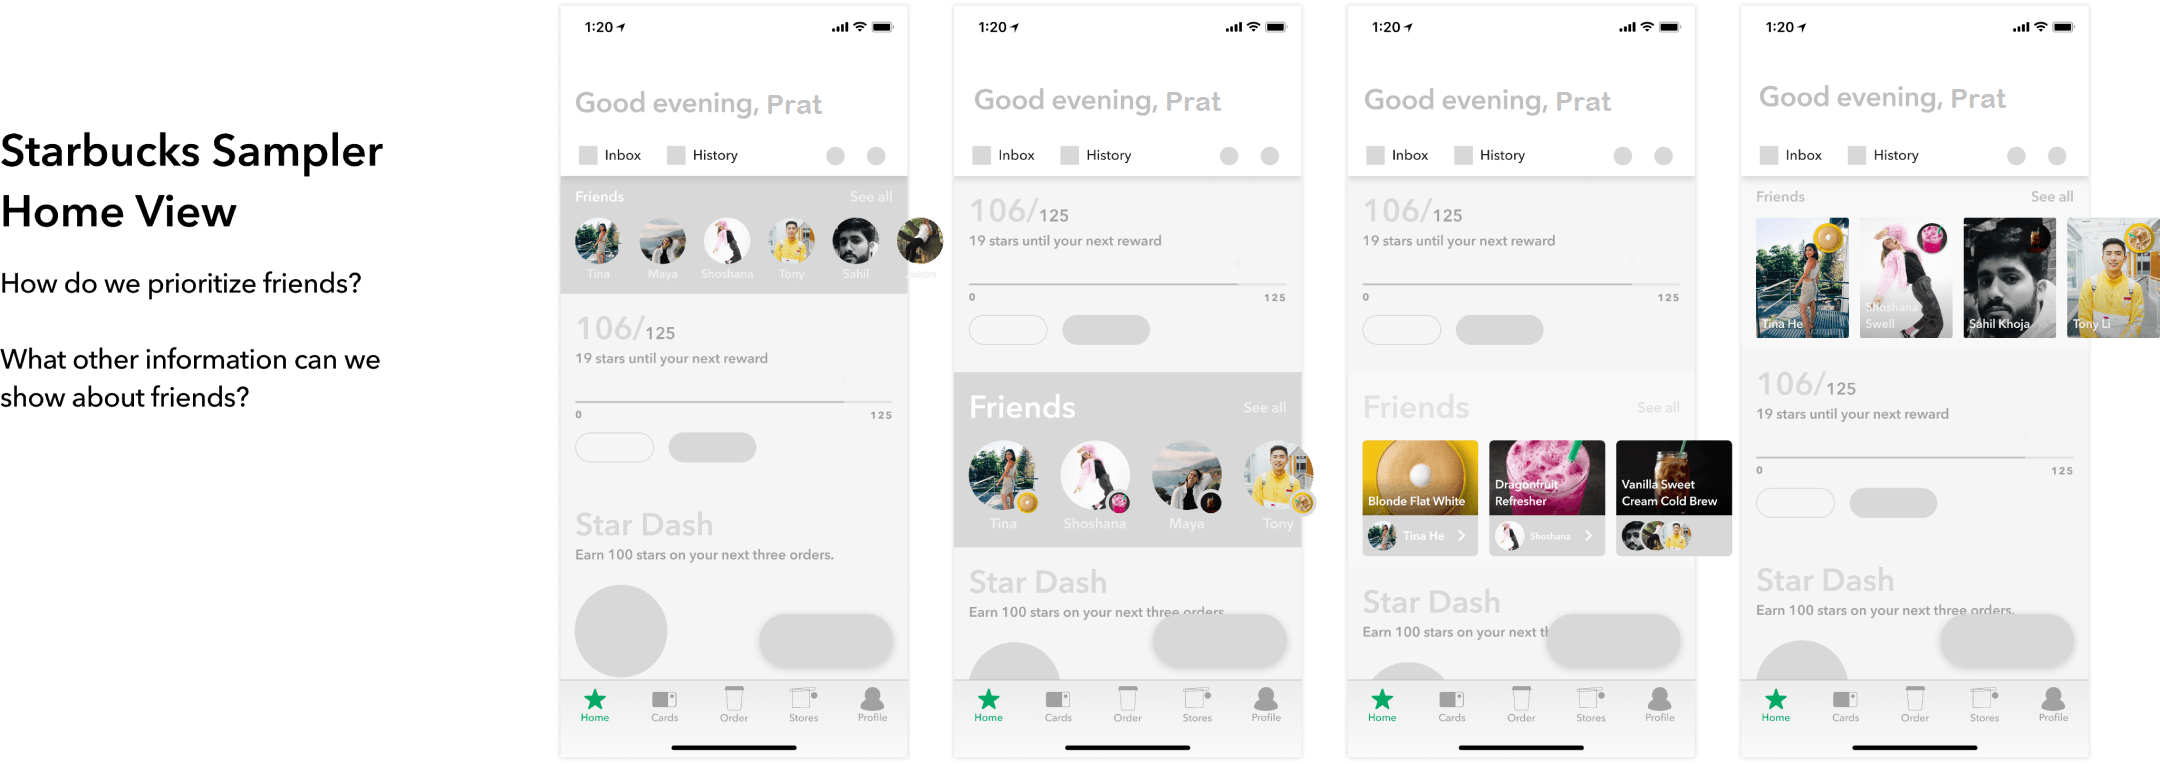 Starbucks Sampler
Home View
How do we prioritize friends?
What other information can we
show about friends?
1:20
Good evening, Prat
Inbox
History
Friends
See all
Tina
Maya
Shoshana
Tony
Sahil
Jason
106/125
19 stars until your next reward
0
125
Star Dash
Earn 100 stars on your next three orders.
Home
Cards
Order
Stores
Profile
1:20
Good evening, Prat
Inbox
History
106/125
19 stars until your next reward
0
125
Friends
See all
Tina
Shoshana
Maya
Tony
Star Dash
Earn 100 stars on your next three orders
Home
Cards
Order
Stores
Profile
1:20
Good evening, Prat
Inbox
History
106/125
19 stars until your next reward
0
125
Friends
See all
Blonde Flat White
Tina He
Dragonfruit
Refresher
Shoshana
Vanilla Sweet
Cream Cold Brew
Star Dash
Earn 100 stars on your next th
Home
Cards
Order
Stores
Profile
1:20
Good evening, Prat
Inbox
History
Friends
See all
Tina He
Shoshana
Swell
Sahil Khoja
Tony Li
106/125
19 stars until your next reward
0
125
Star Dash
Earn 100 stars on your next three orders.
Home
Cards
Order
Stores
Profile